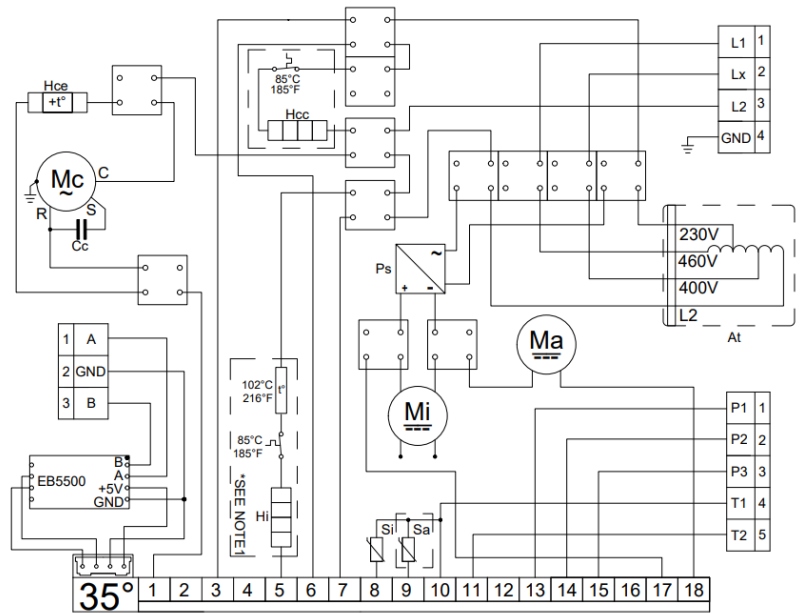 L1 1
Lx 2
L2 3
GND 4
85°C
185°F
Hcc
Hce
+t°
Mc
~
C
R
S
Cc
Ps
~
+ -
230V
460V
400V
L2
At
Ma
Mi
1 A
2 GND
3 B
102°C
216°F
t°
85°C
185°F
*SEE NOTE1
Hi
EB5500
B
A
+5V
GND
P1 1
P2 2
P3 3
T1 4
T2 5
Si
Sa
35° 1 2 3 4 5 6 7 8 9 10 11 12 13 14 15 16 17 18